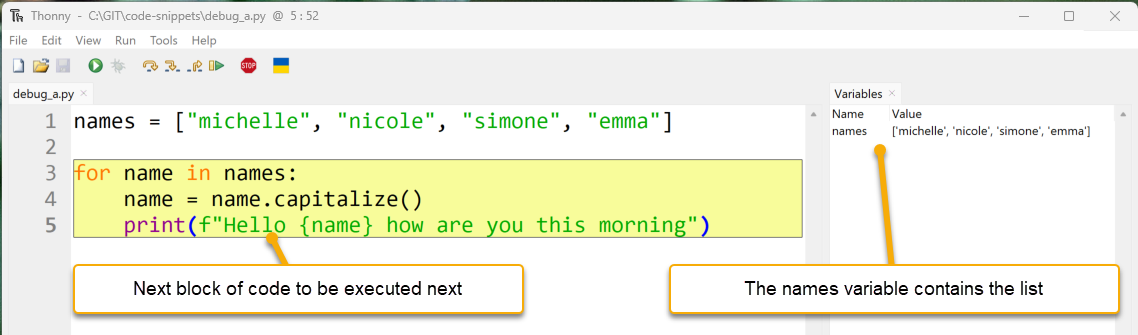 Thonny - C:\GIT\code-snippets\debug_a.py @ 5 : 52
File Edit View Run Tools Help
STOP
debug_a.py ×
Variables ×
1 names = ["michelle", "nicole", "simone", "emma"]
2
3 for name in names:
4     name = name.capitalize()
5     print(f"Hello {name} how are you this morning")
Name Value
names ['michelle', 'nicole', 'simone', 'emma']
Next block of code to be executed next
The names variable contains the list